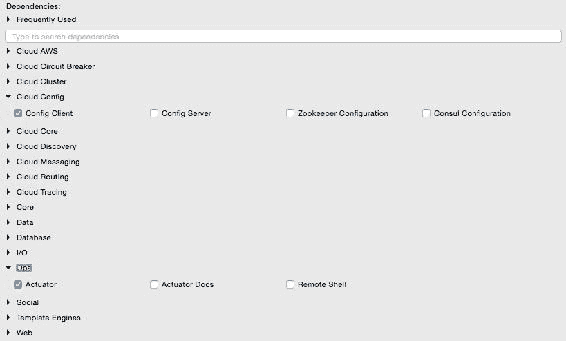 Dependencies:
Frequently Used
Type to search dependencies
Cloud AWS
Cloud Circuit Breaker
Cloud Cluster
Cloud Config
Config Client Config Server Zookeeper Configuration Consul Configuration
Cloud Core
Cloud Discovery
Cloud Messaging
Cloud Routing
Cloud Tracing
Core
Data
Database
I/O
Ops
Actuator Actuator Docs Remote Shell
Social
Template Engines
Web